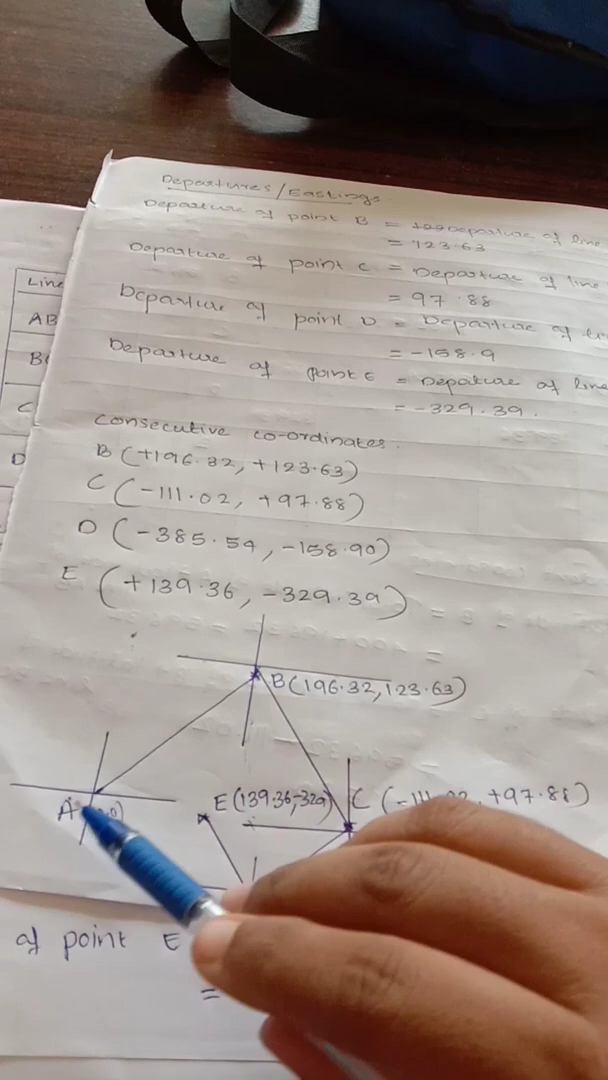 Departures/Eastings
Departure of point B = Departure of line
= 123.63
Departure of point C = Departure of line
= 97.88
Departure of point D = Departure of
= -158.9
Departure of point E = Depature of line
= -329.39.
Line
AB
B
C
D
Consecutive co-ordinates.
B (+196.32, +123.63)
C (-111.02, +97.88)
D (-385.54, -158.90)
E (+139.36, -329.39)
B(196.32, 123.63)
E(139.36,-329)
C (-111.02, +97.88)
A
of point E
=